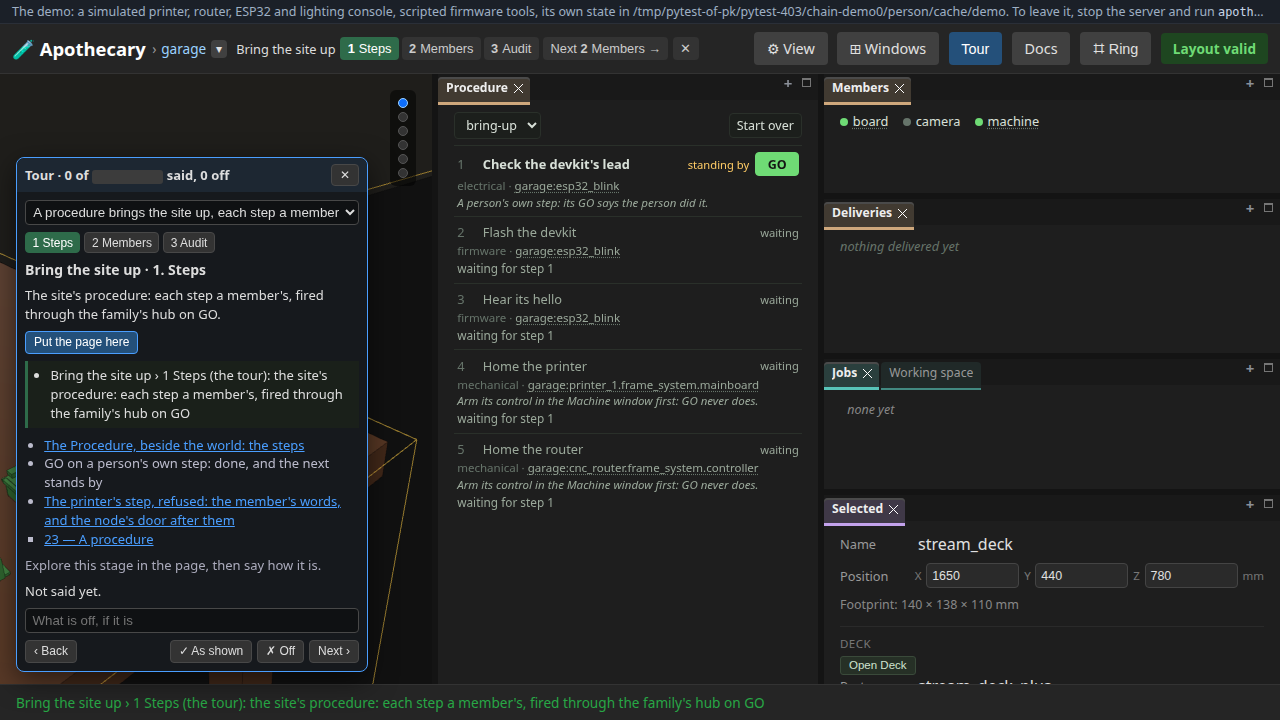 The demo: a simulated printer, router, ESP32 and lighting console, scripted firmware tools, its own state in /tmp/pytest-of-pk/pytest-403/chain-demo0/person/cache/demo. To leave it, stop the server and run apoth...
Apothecary › garage ▾ Bring the site up 1 Steps 2 Members 3 Audit Next 2 Members → ✕ View Windows Tour Docs Ring Layout valid
Tour · 0 of said, 0 off ✕
A procedure brings the site up, each step a member
1 Steps 2 Members 3 Audit
Bring the site up · 1. Steps
The site's procedure: each step a member's, fired
through the family's hub on GO.
Put the page here
Bring the site up › 1 Steps (the tour): the site's
procedure: each step a member's, fired through
the family's hub on GO
The Procedure, beside the world: the steps
GO on a person's own step: done, and the next
stands by
The printer's step, refused: the member's words,
and the node's door after them
23 — A procedure
Explore this stage in the page, then say how it is.
Not said yet.
What is off, if it is
‹ Back ✓ As shown ✗ Off Next ›
Procedure
bring-up Start over
1 Check the devkit's lead standing by GO
electrical · garage:esp32_blink
A person's own step: its GO says the person did it.
2 Flash the devkit waiting
firmware · garage:esp32_blink
waiting for step 1
3 Hear its hello waiting
firmware · garage:esp32_blink
waiting for step 1
4 Home the printer waiting
mechanical · garage:printer_1.frame_system.mainboard
Arm its control in the Machine window first: GO never does.
waiting for step 1
5 Home the router waiting
mechanical · garage:cnc_router.frame_system.controller
Arm its control in the Machine window first: GO never does.
waiting for step 1
Members
board camera machine
Deliveries
nothing delivered yet
Jobs Working space
none yet
Selected
Name stream_deck
Position X 1650 Y 440 Z 780 mm
Footprint: 140 × 138 × 110 mm
DECK
Open Deck
Bring the site up › 1 Steps (the tour): the site's procedure: each step a member's, fired through the family's hub on GO